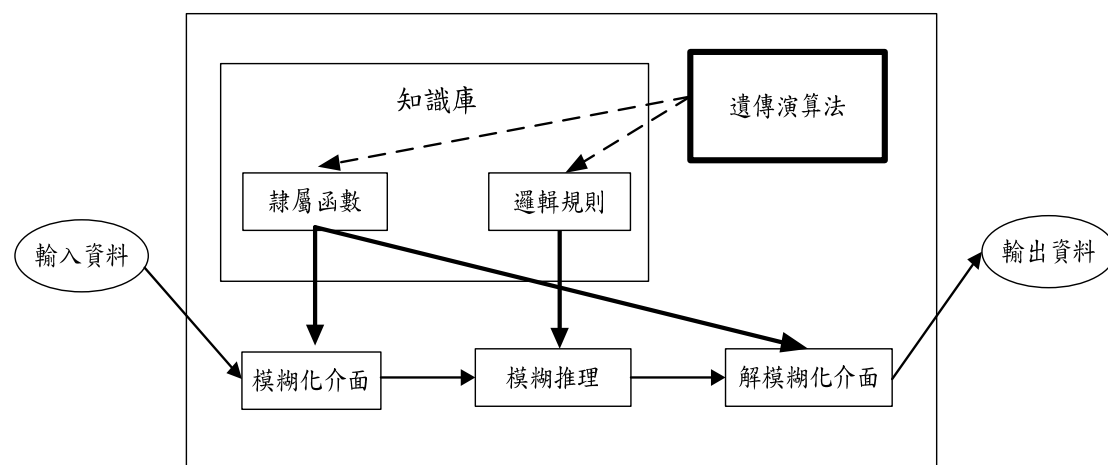 知識庫
遺傳演算法
隸屬函數
邏輯規則
輸入資料
輸出資料
模糊化介面
模糊推理
解模糊化介面